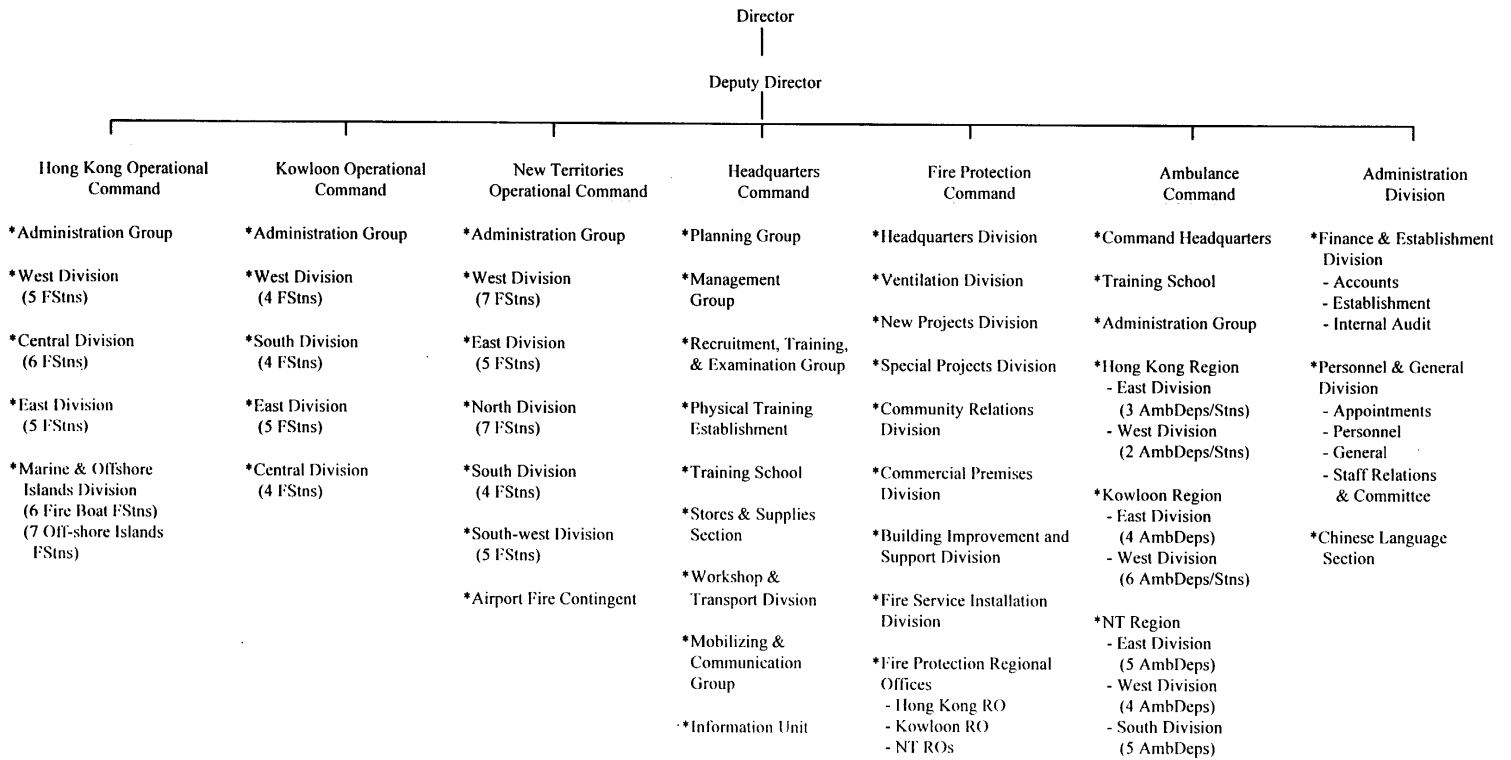 Director
Deputy Director
Hong Kong Operational
Command
*Administration Group
*West Division
(5 FStns)
*Central Division
(6 FStns)
*East Division
(5 FStns)
*Marine & Offshore
Islands Division
(6 Fire Boat FStns)
(7 Off-shore Islands
FStns)
Kowloon Operational
Command
*Administration Group
*West Division
(4 FStns)
*South Division
(4 FStns)
*East Division
(5 FStns)
*Central Division
(4 FStns)
New Territories
Operational Command
*Administration Group
*West Division
(7 FStns)
*East Division
(5 FStns)
*North Division
(7 FStns)
*South Division
(4 FStns)
*South-west Division
(5 FStns)
*Airport Fire Contingent
Headquarters
Command
*Planning Group
*Management
Group
*Recruitment, Training,
& Examination Group
*Physical Training
Establishment
*Training School
*Stores & Supplies
Section
*Workshop &
Transport Divsion
*Mobilizing &
Communication
Group
*Information Unit
Fire Protection
Command
*Headquarters Division
*Ventilation Division
*New Projects Division
*Special Projects Division
*Community Relations
Division
*Commercial Premises
Division
*Building Improvement and
Support Division
*Fire Service Installation
Division
*Fire Protection Regional
Offices
- Hong Kong RO
- Kowloon RO
- NT ROs
Ambulance
Command
*Command Headquarters
*Training School
*Administration Group
*Hong Kong Region
- East Division
(3 AmbDeps/Stns)
- West Division
(2 AmbDeps/Stns)
*Kowloon Region
- East Division
(4 AmbDeps)
- West Division
(6 AmbDeps/Stns)
*NT Region
- East Division
(5 AmbDeps)
- West Division
(4 AmbDeps)
- South Division
(5 AmbDeps)
Administration
Division
*Finance & Establishment
Division
- Accounts
- Establishment
- Internal Audit
*Personnel & General
Division
- Appointments
- Personnel
- General
- Staff Relations
& Committee
*Chinese Language
Section